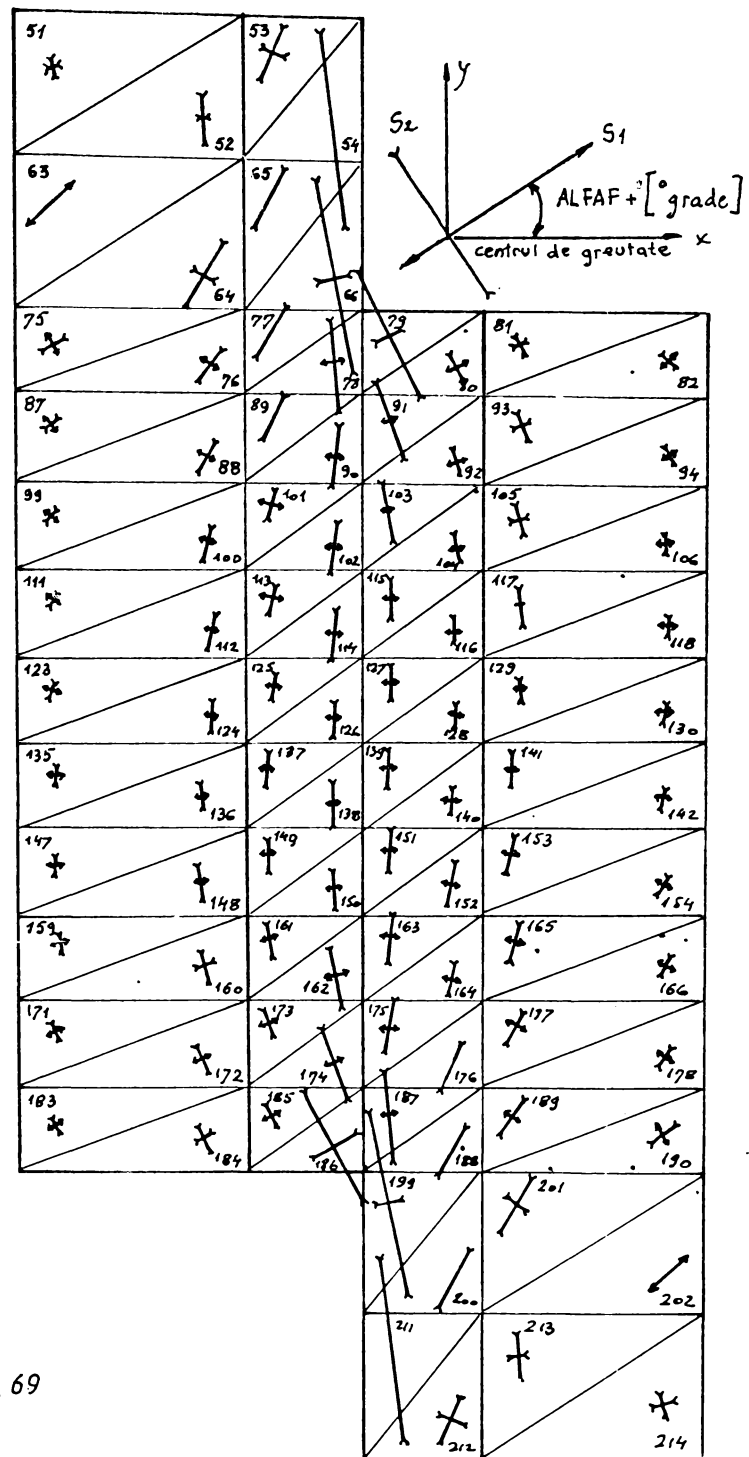 51 53
52 54
y
S2 S1
ALFAF + [° grade]
centrul de greutate x
63 65
64 66
75 77 79 81
76 78 80 82
87 89 91 93
88 90 92 94
99 101 103 105
100 102 104 106
111 113 115 117
112 114 116 118
123 125 127 129
124 126 128 130
135 137 139 141
136 138 140 142
147 149 151 153
148 150 152 154
159 161 163 165
160 162 164 166
171 173 175 177
172 174 176 178
183 185 187 189
184 186 188 190
199 201
200 202
211 213
212 214
69